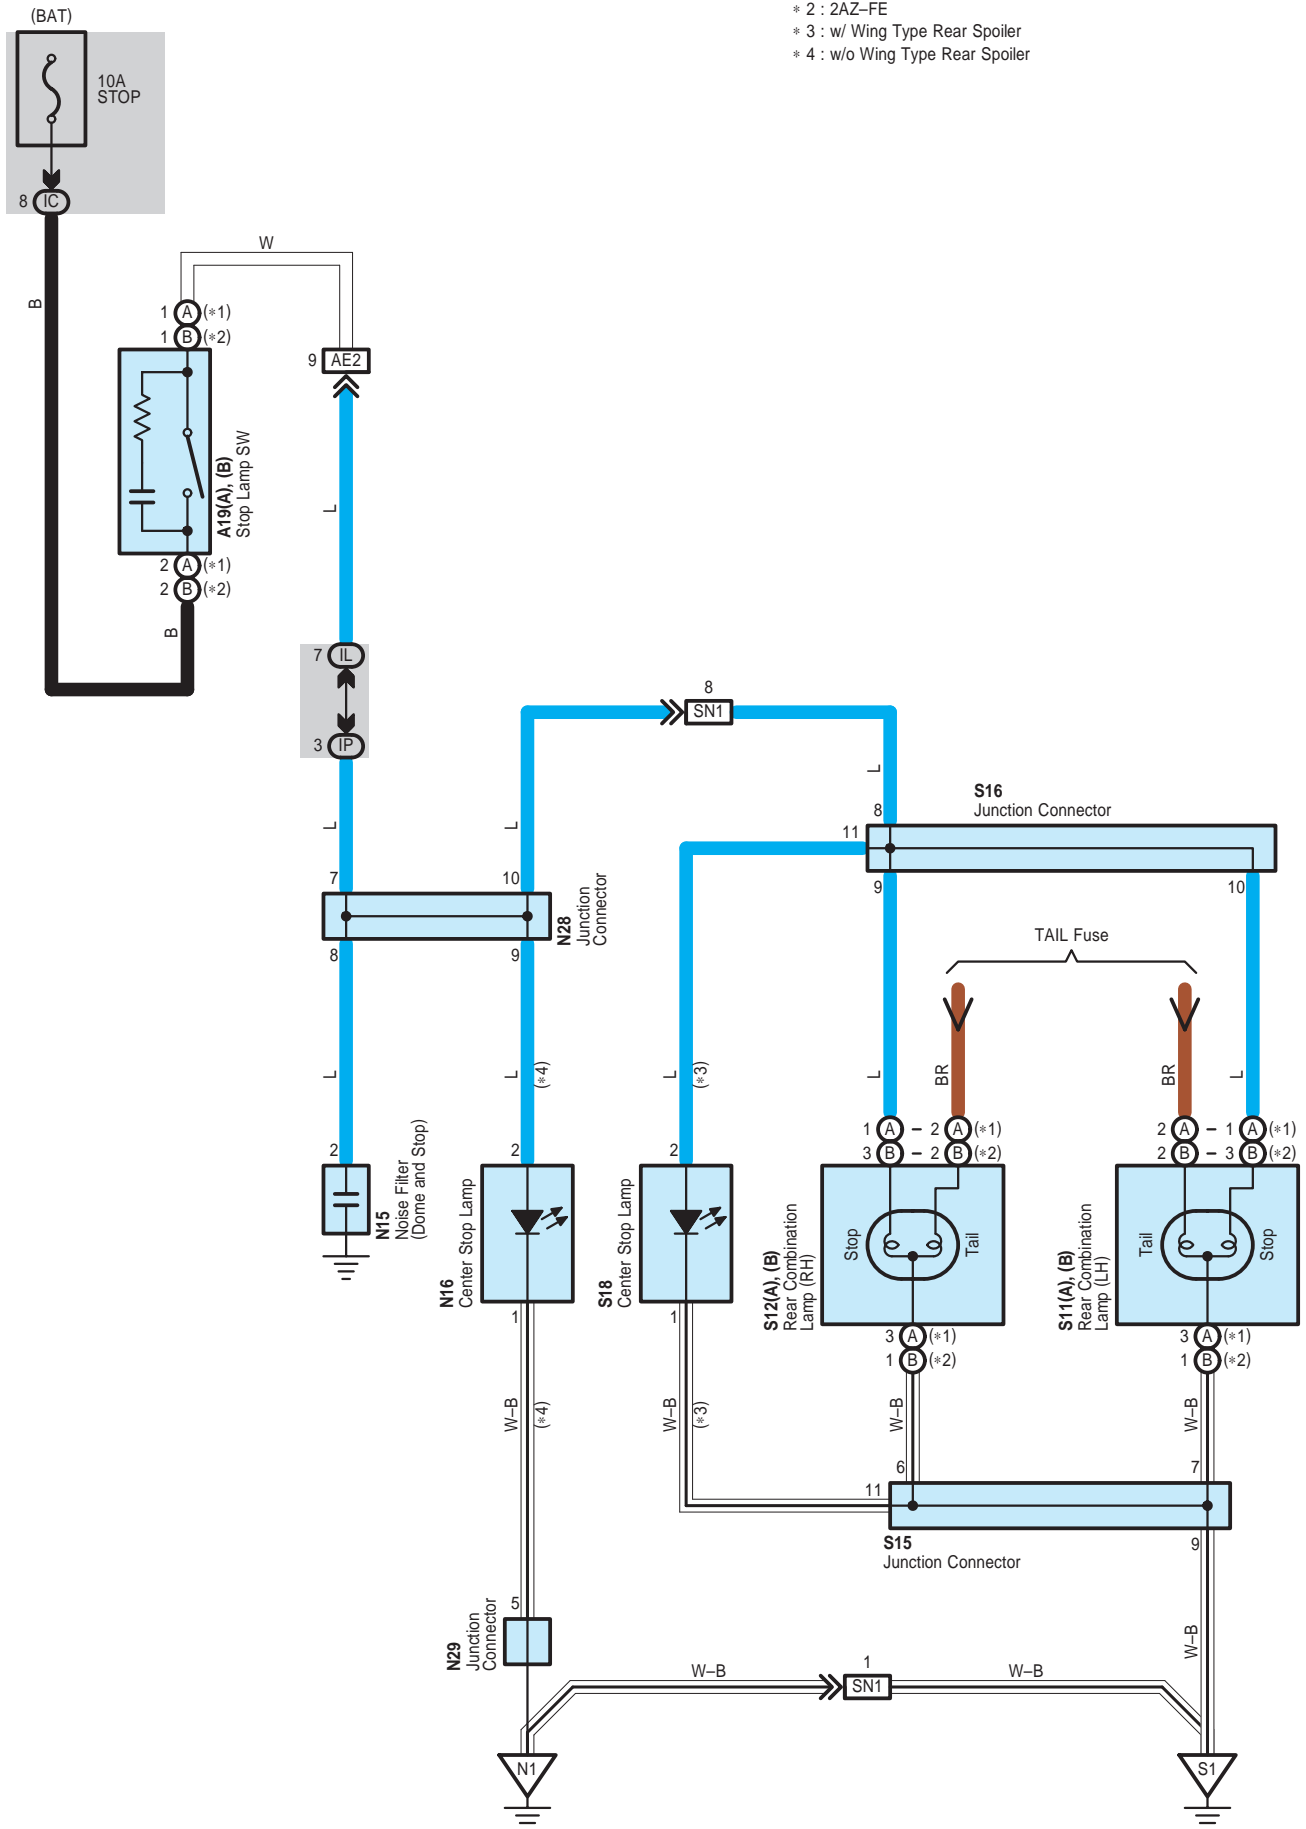 (BAT)
∗ 2 : 2AZ–FE
∗ 3 : w/ Wing Type Rear Spoiler
∗ 4 : w/o Wing Type Rear Spoiler
10A
STOP
8 IC
W
B
1 A (∗1)
1 B (∗2)
9 AE2
A19(A), (B)
Stop Lamp SW
L
2 A (∗1)
2 B (∗2)
B
7 IL
3 IP
8
SN1
L
L
L
S16
Junction Connector
8
11
9
10
7
10
N28
Junction
Connector
8
9
TAIL Fuse
L
L
(∗4)
L
(∗3)
L
BR
BR
L
1 A – 2 A (∗1)
3 B – 2 B (∗2)
2 A – 1 A (∗1)
2 B – 3 B (∗2)
2
N15
Noise Filter
(Dome and Stop)
2
N16
Center Stop Lamp
1
2
S18
Center Stop Lamp
1
S12(A), (B)
Rear Combination
Lamp (RH)
Stop
Tail
S11(A), (B)
Rear Combination
Lamp (LH)
Tail
Stop
3 A (∗1)
1 B (∗2)
3 A (∗1)
1 B (∗2)
W–B
(∗4)
W–B
(∗3)
W–B
W–B
6
7
11
9
S15
Junction Connector
5
N29
Junction
Connector
W–B
W–B
1
SN1
W–B
N1
S1